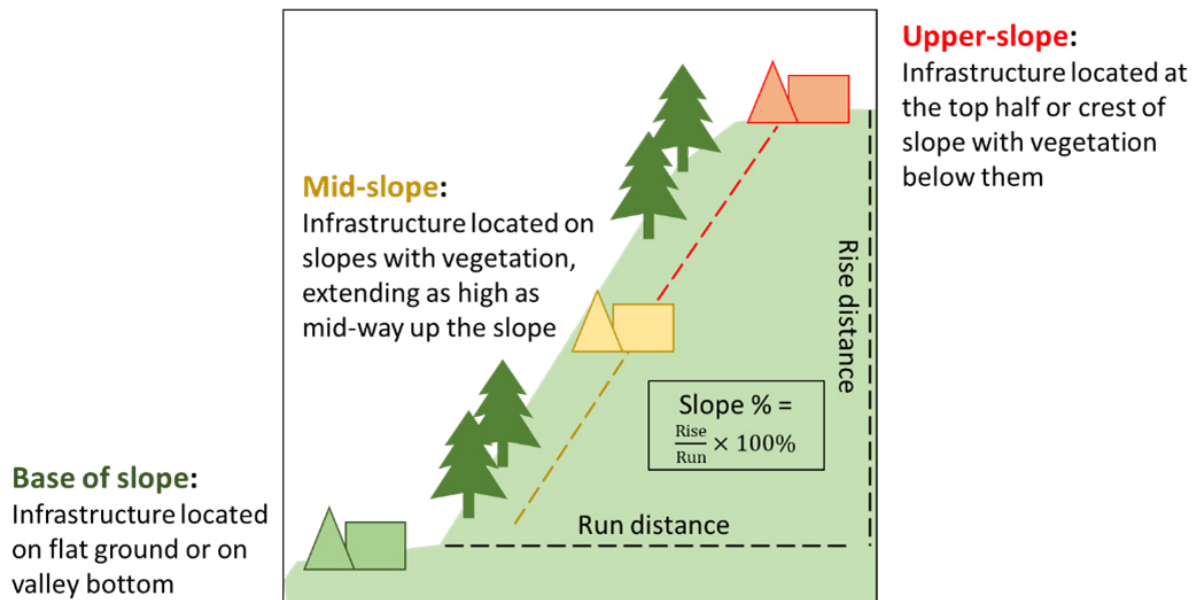 Upper-slope:
Infrastructure located at
the top half or crest of
slope with vegetation
below them
Mid-slope:
Infrastructure located on
slopes with vegetation,
extending as high as
mid-way up the slope
Rise distance
Slope % =
Rise
Run
× 100%
Run distance
Base of slope:
Infrastructure located
on flat ground or on
valley bottom